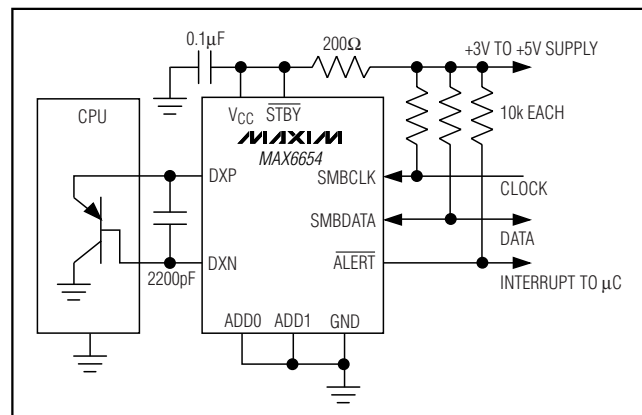 0.1µF
200Ω
+3V TO +5V SUPPLY
CPU
VCC
STBY
10k EACH
MAXIM
MAX6654
DXP
SMBCLK
CLOCK
SMBDATA
DATA
2200pF
DXN
ALERT
INTERRUPT TO µC
ADD0
ADD1
GND